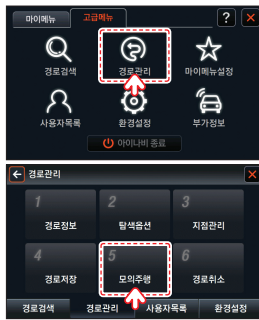 마이메뉴 고급메뉴 ? ×
경로검색 경로관리 마이메뉴설정
사용자목록 환경설정 부가정보
아이나비 종료
경로관리 ×
1 2 3
경로정보 탐색옵션 지점관리
4 5 6
경로저장 모의주행 경로취소
경로검색 경로관리 사용자목록 환경설정